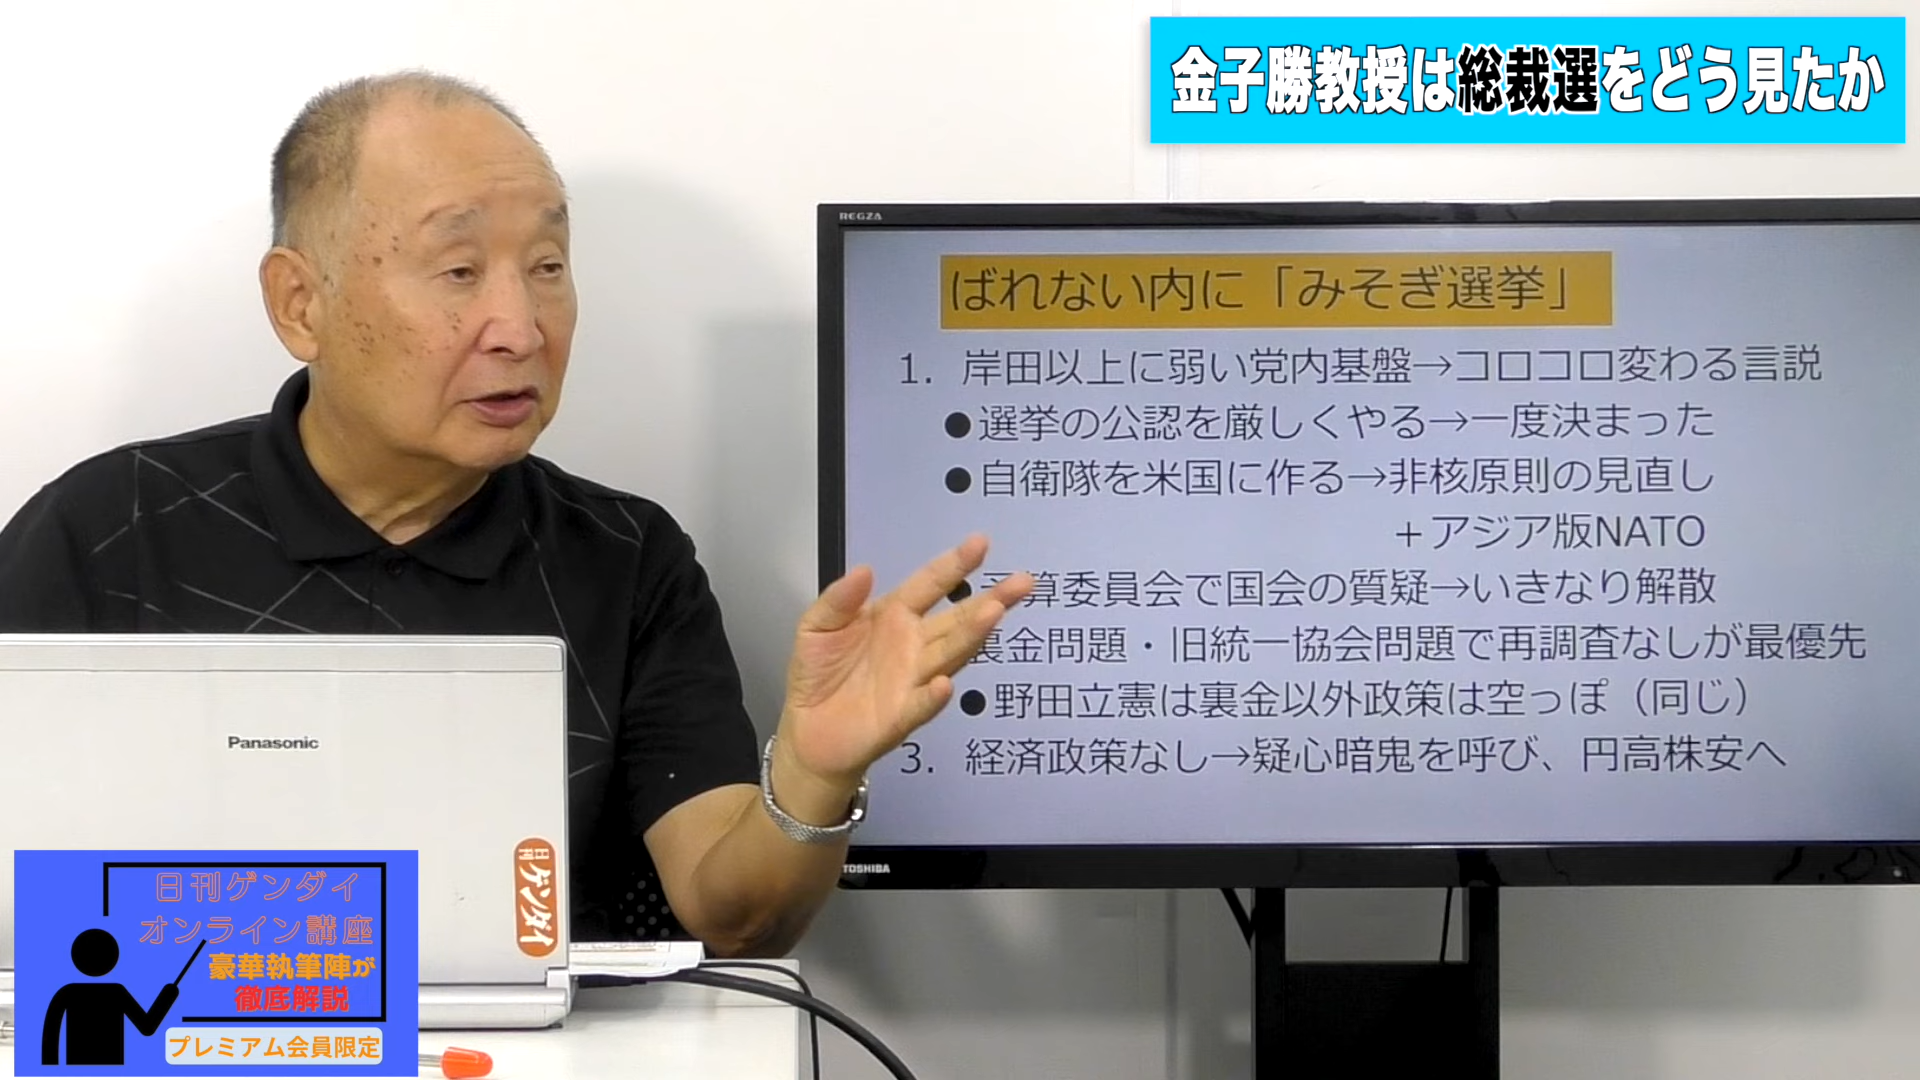 金子勝教授は総裁選をどう見たか
REGZA
ばれない内に「みそぎ選挙」
1. 岸田以上に弱い党内基盤→コロコロ変わる言説
●選挙の公認を厳しくやる→一度決まった
●自衛隊を米国に作る→非核原則の見直し
＋アジア版NATO
●予算委員会で国会の質疑→いきなり解散
裏金問題・旧統一協会問題で再調査なしが最優先
●野田立憲は裏金以外政策は空っぽ（同じ）
3. 経済政策なし→疑心暗鬼を呼び、円高株安へ
TOSHIBA
Panasonic
日刊ゲンダイ
日刊ゲンダイ
オンライン講座
豪華執筆陣が
徹底解説
プレミアム会員限定